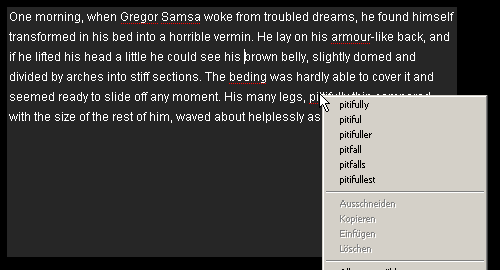 One morning, when Gregor Samsa woke from troubled dreams, he found himself
transformed in his bed into a horrible vermin. He lay on his armour-like back, and
if he lifted his head a little he could see his brown belly, slightly domed and
divided by arches into stiff sections. The beding was hardly able to cover it and
seemed ready to slide off any moment. His many legs, pitifully thin compared
with the size of the rest of him, waved about helplessly as
pitifully
pitiful
pitifuller
pitfall
pitfalls
pitifullest
Ausschneiden
Kopieren
Einfügen
Löschen